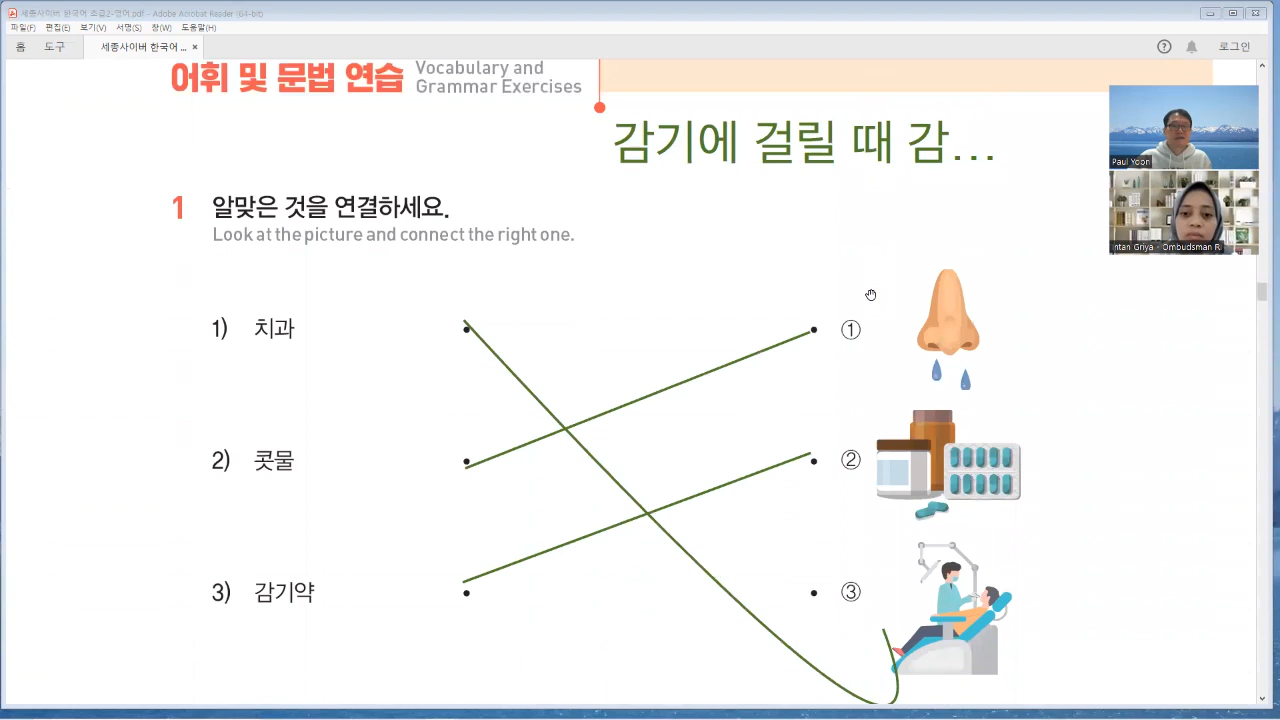 세종사이버 한국어 초급2-영어.pdf - Adobe Acrobat Reader (64-bit)
파일(F) 편집(E) 보기(V) 서명(S) 창(W) 도움말(H)
홈 도구 세종사이버 한국어 ... × 로그인
어휘 및 문법 연습 Vocabulary and
Grammar Exercises
감기에 걸릴 때 감...
Paul Yoon
1 알맞은 것을 연결하세요.
Look at the picture and connect the right one.
Intan Griya - Ombudsman R.
1) 치과 ①
2) 콧물 ②
3) 감기약 ③